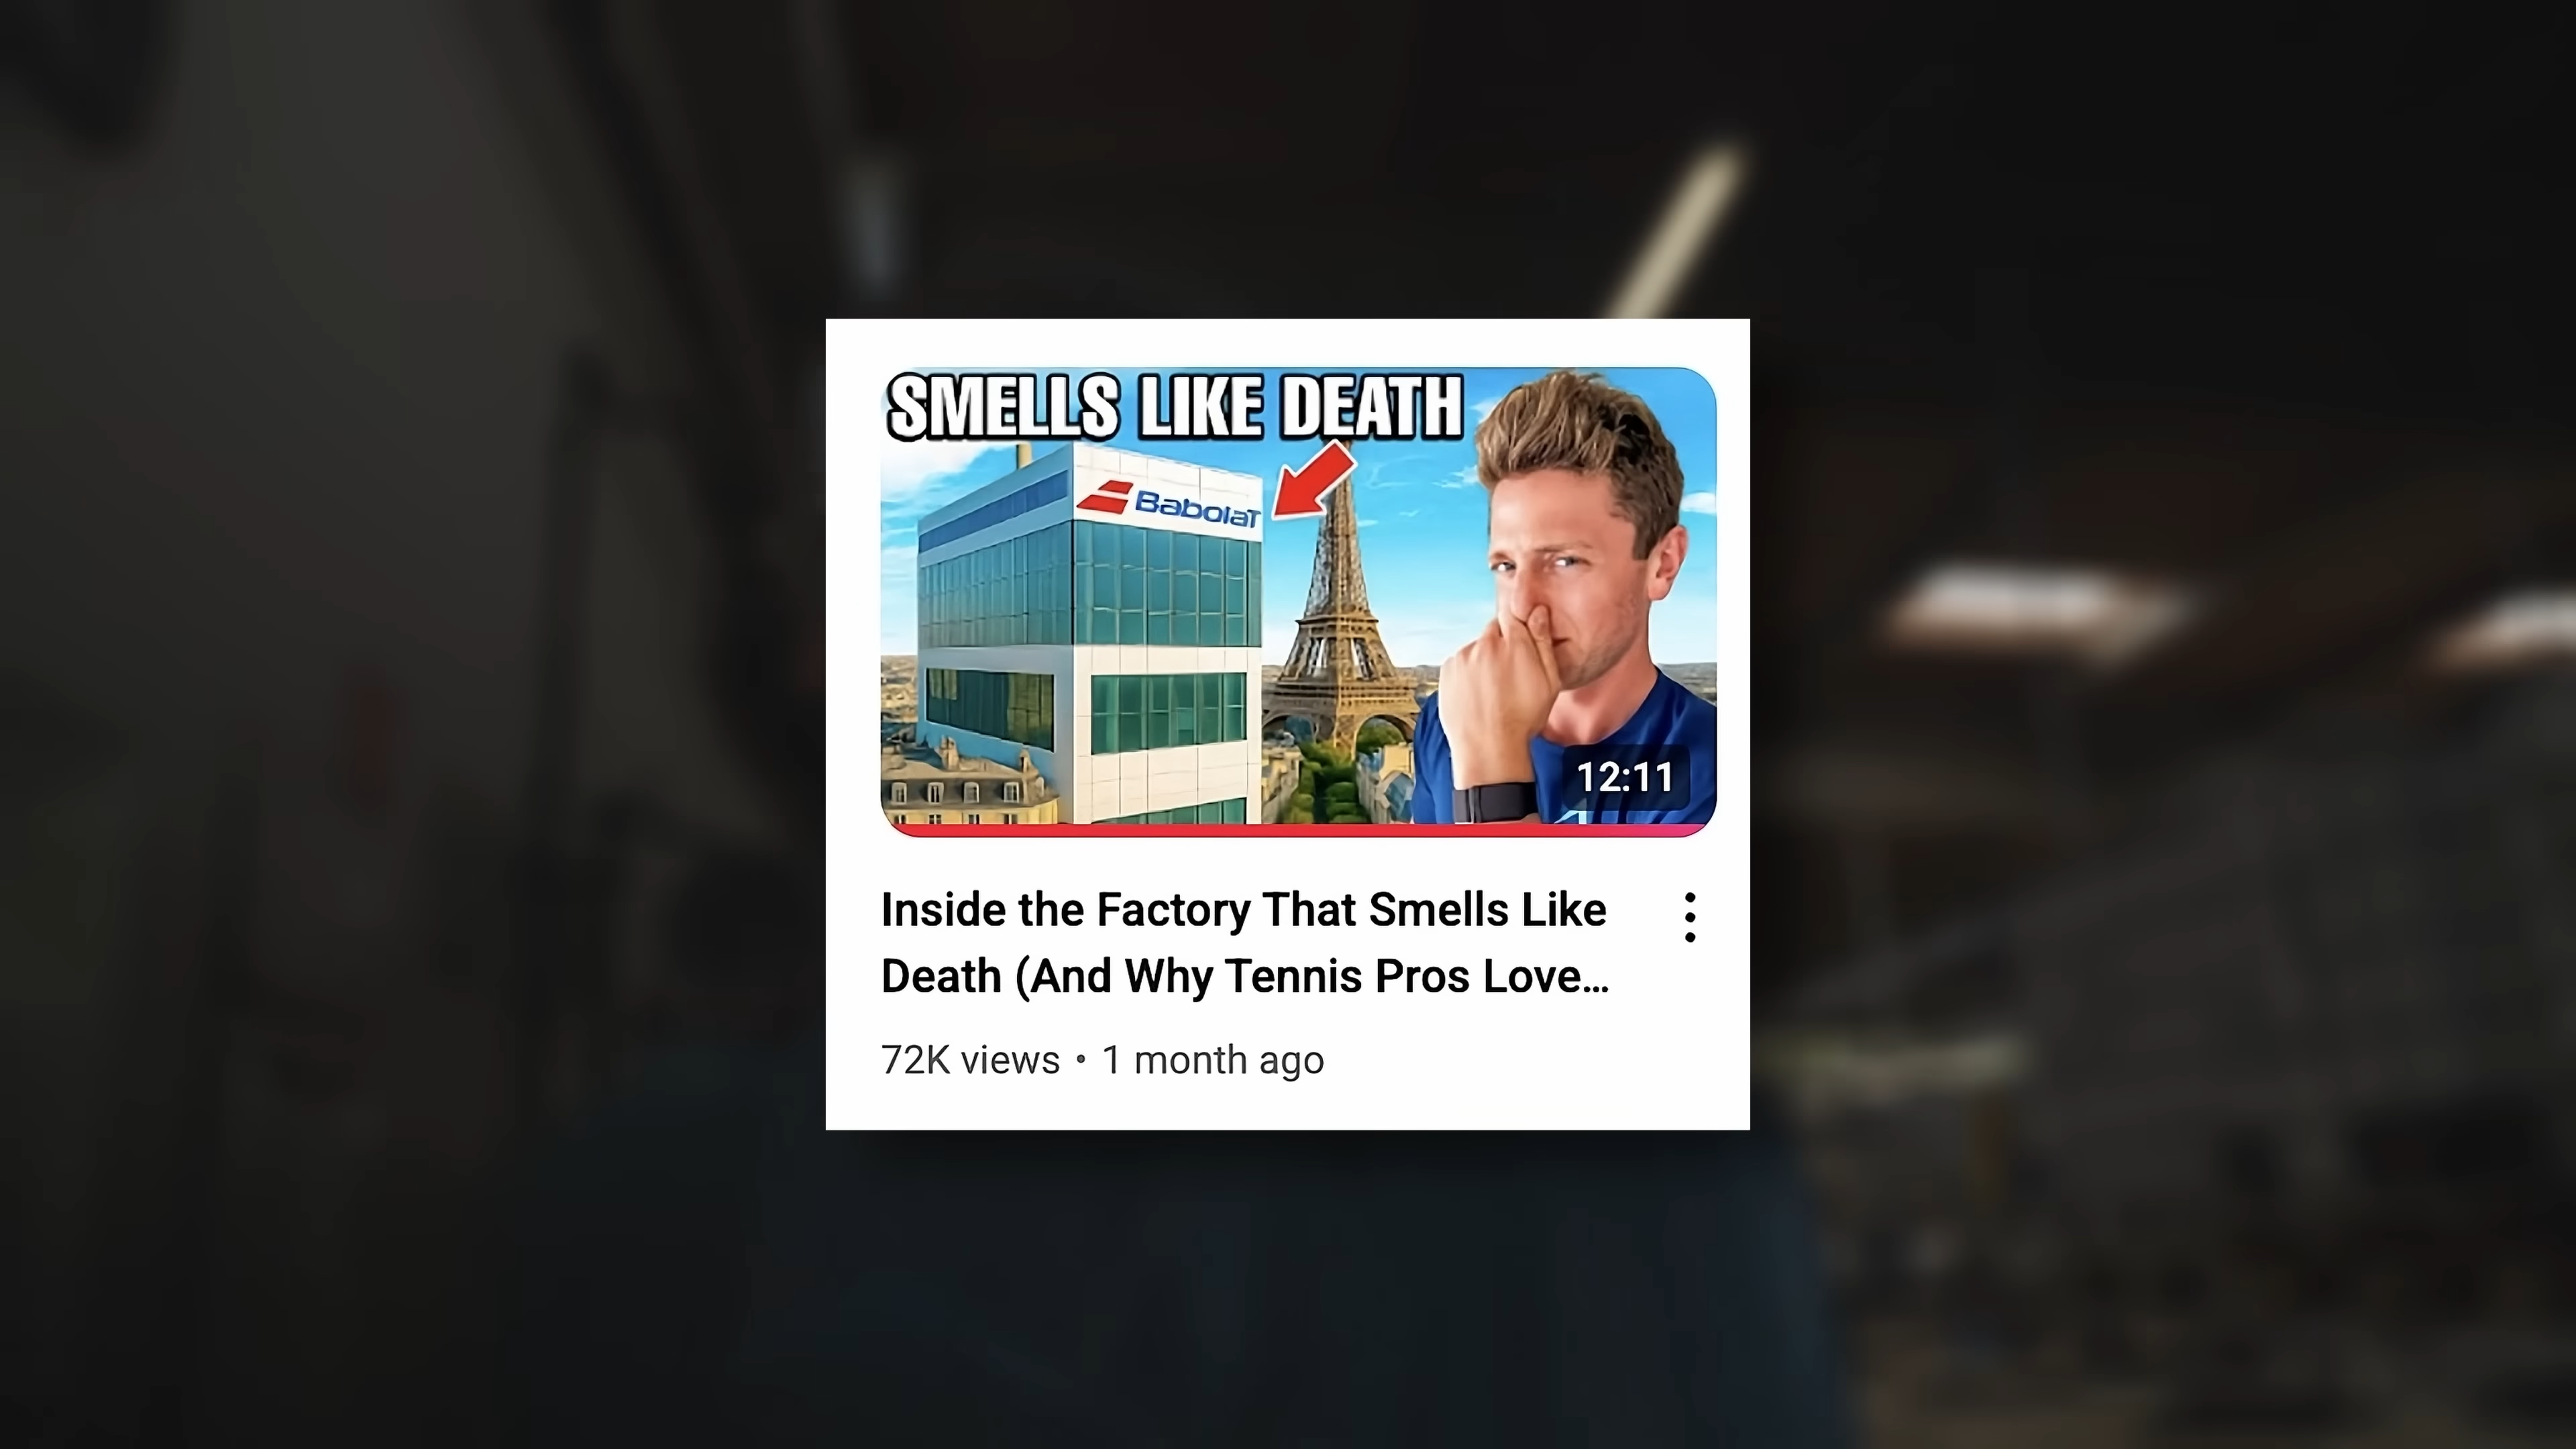 SMELLS LIKE DEATH
BabolaT
12:11
Inside the Factory That Smells Like
Death (And Why Tennis Pros Love...
72K views • 1 month ago